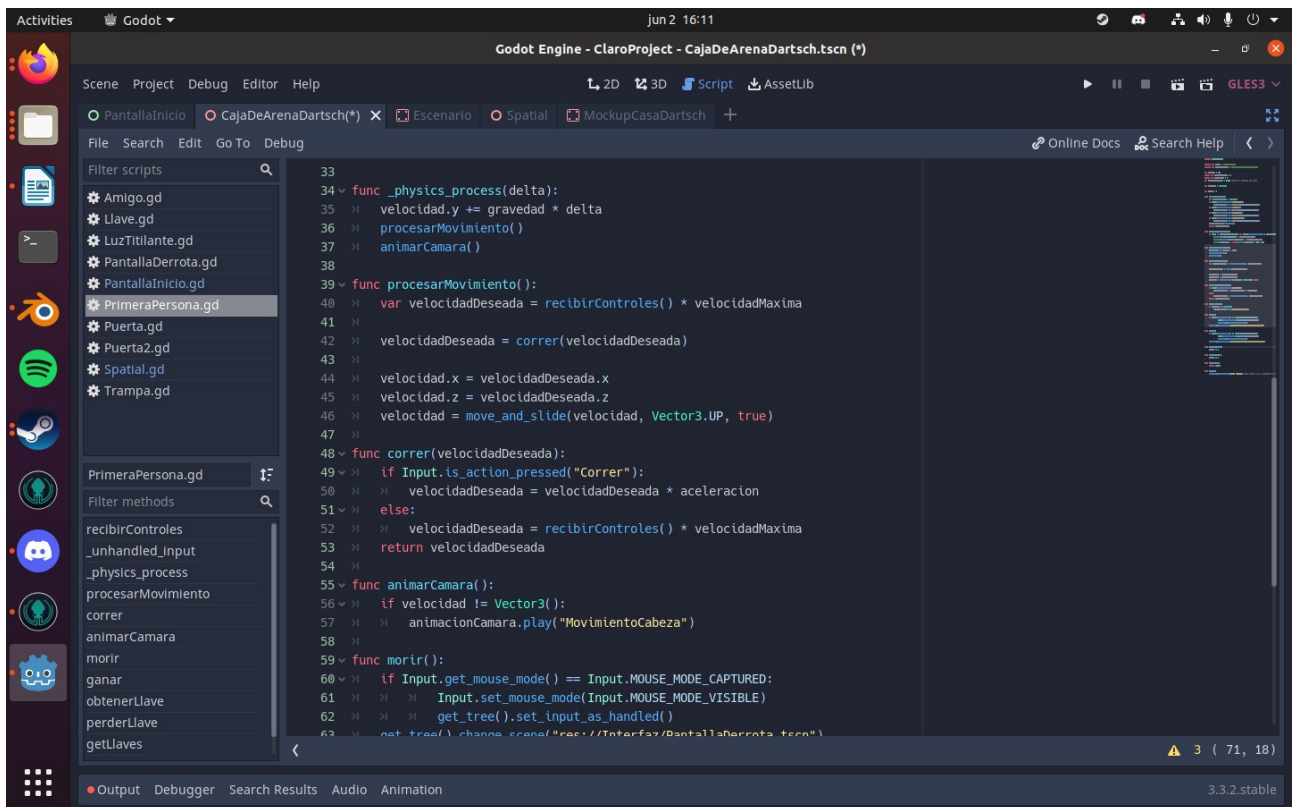 Activities Godot jun 2 16:11
Godot Engine - ClaroProject - CajaDeArenaDartsch.tscn (*)
Scene Project Debug Editor Help 2D 3D Script AssetLib GLES3
PantallaInicio CajaDeArenaDartsch(*) Escenario Spatial MockupCasaDartsch
File Search Edit Go To Debug Online Docs Search Help
Filter scripts
Amigo.gd
Llave.gd
LuzTitilante.gd
PantallaDerrota.gd
PantallaInicio.gd
PrimeraPersona.gd
Puerta.gd
Puerta2.gd
Spatial.gd
Trampa.gd
PrimeraPersona.gd
Filter methods
recibirControles
_unhandled_input
_physics_process
procesarMovimiento
correr
animarCamara
morir
ganar
obtenerLlave
perderLlave
getLlaves
33
34 func _physics_process(delta):
35 velocidad.y += gravedad * delta
36 procesarMovimiento()
37 animarCamara()
38
39 func procesarMovimiento():
40 var velocidadDeseada = recibirControles() * velocidadMaxima
41
42 velocidadDeseada = correr(velocidadDeseada)
43
44 velocidad.x = velocidadDeseada.x
45 velocidad.z = velocidadDeseada.z
46 velocidad = move_and_slide(velocidad, Vector3.UP, true)
47
48 func correr(velocidadDeseada):
49 if Input.is_action_pressed("Correr"):
50 velocidadDeseada = velocidadDeseada * aceleracion
51 else:
52 velocidadDeseada = recibirControles() * velocidadMaxima
53 return velocidadDeseada
54
55 func animarCamara():
56 if velocidad != Vector3():
57 animacionCamara.play("MovimientoCabeza")
58
59 func morir():
60 if Input.get_mouse_mode() == Input.MOUSE_MODE_CAPTURED:
61 Input.set_mouse_mode(Input.MOUSE_MODE_VISIBLE)
62 get_tree().set_input_as_handled()
63 get_tree().change_scene("res://Interfaz/PantallaDerrota.tscn")
3 ( 71, 18)
Output Debugger Search Results Audio Animation 3.3.2.stable